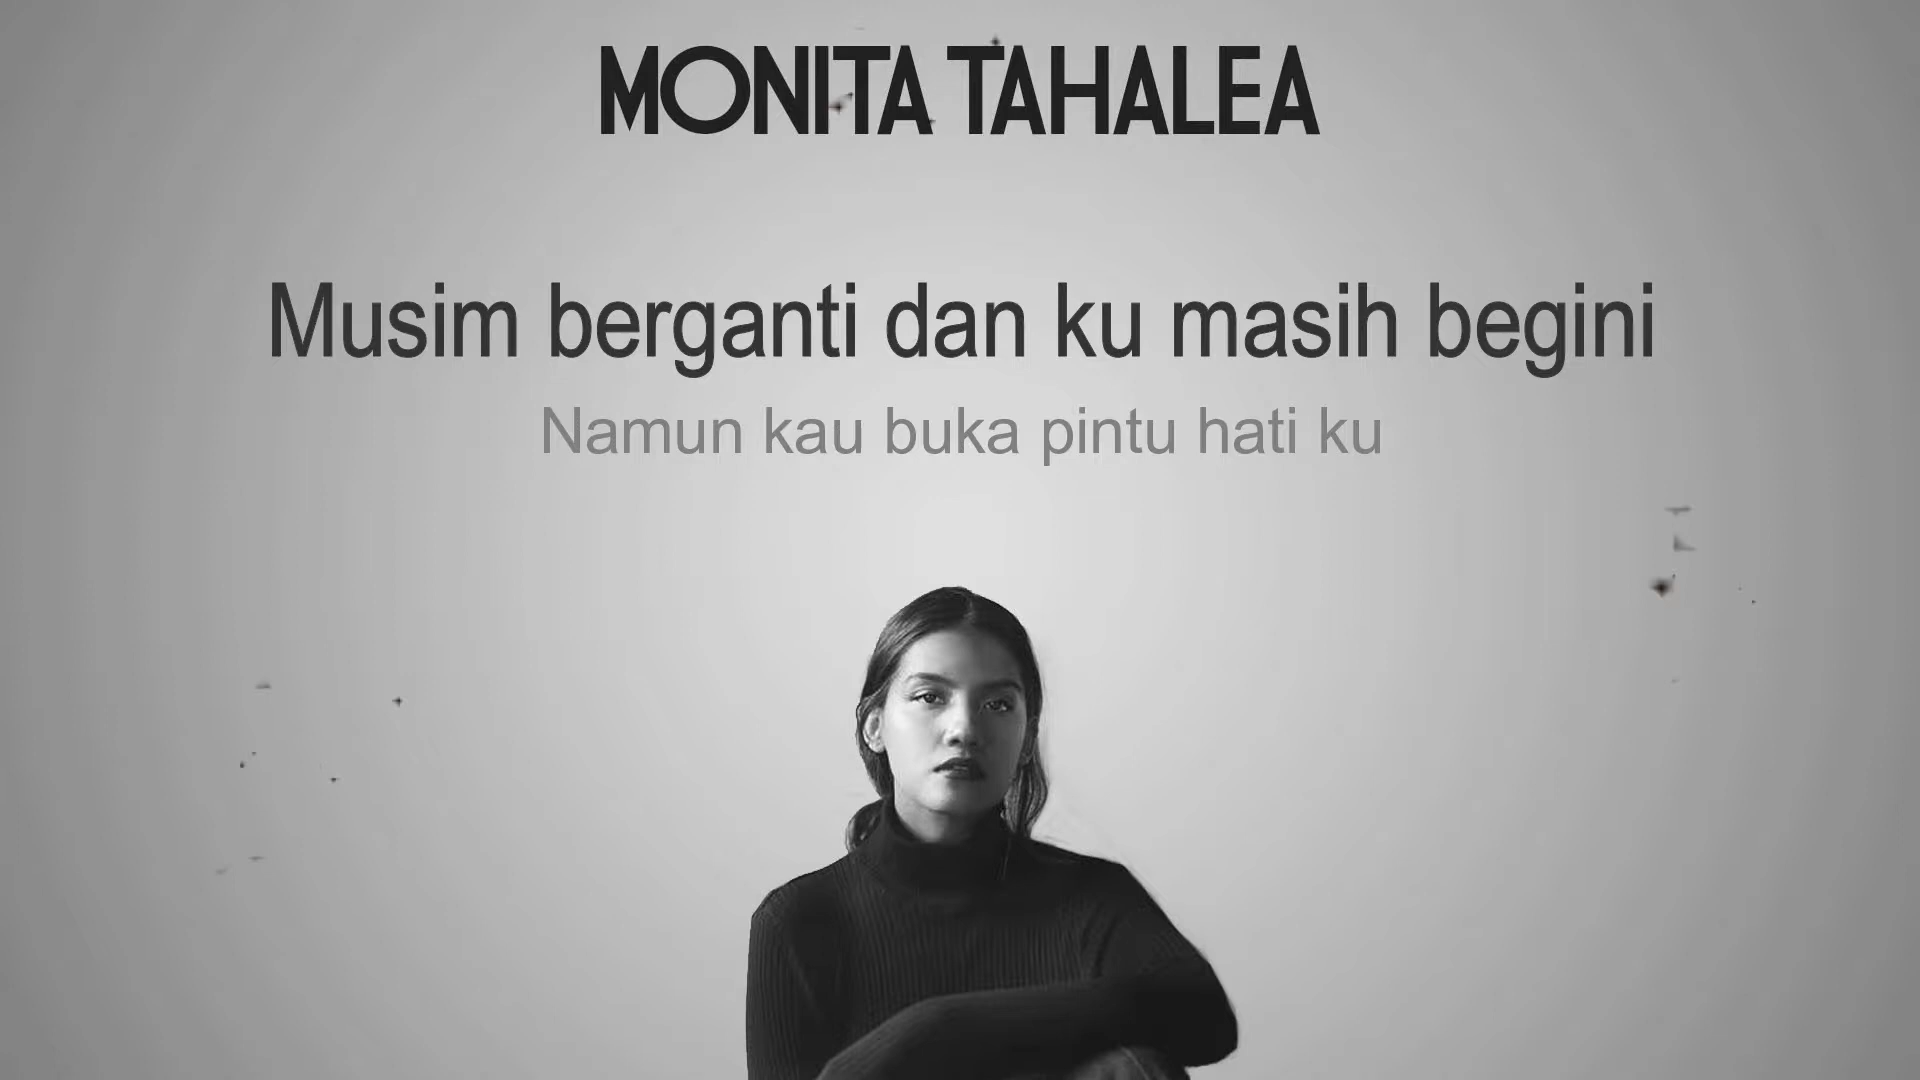 MONITA TAHALEA
Musim berganti dan ku masih begini
Namun kau buka pintu hati ku